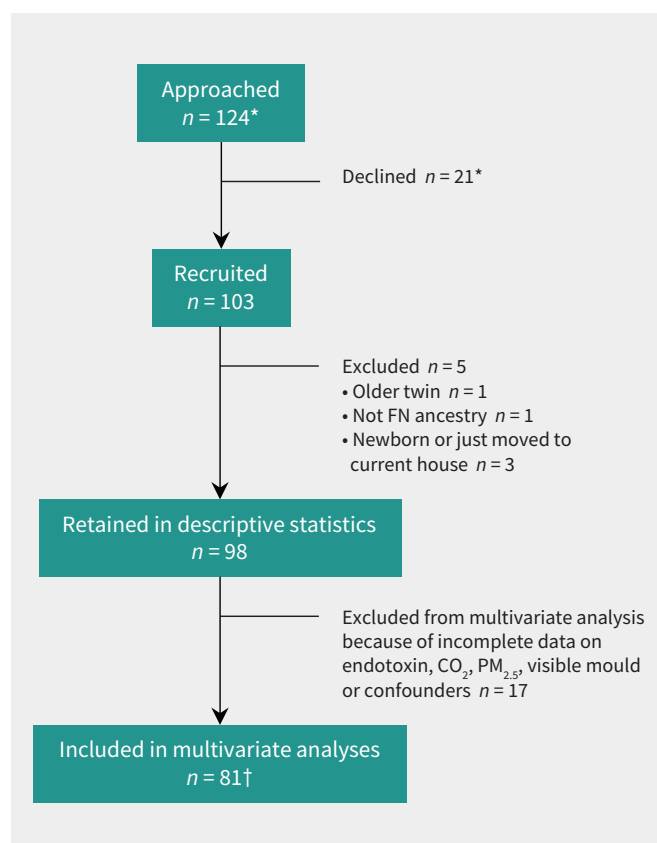 Approached
n = 124*
Declined n = 21*
Recruited
n = 103
Excluded n = 5
• Older twin n = 1
• Not FN ancestry n = 1
• Newborn or just moved to
current house n = 3
Retained in descriptive statistics
n = 98
Excluded from multivariate analysis
because of incomplete data on
endotoxin, CO₂, PM₂.₅, visible mould
or confounders n = 17
Included in multivariate analyses
n = 81†